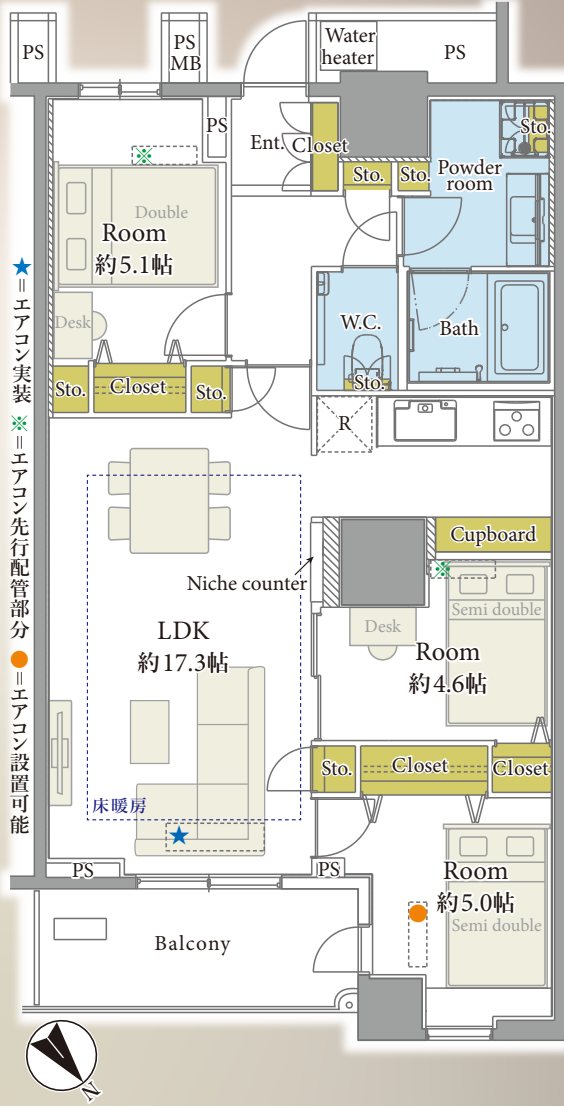 PS
PS
MB
Water
heater
PS
PS
Ent.
Closet
Sto.
Sto.
Sto.
Powder
room
Double
Room
約5.1帖
Desk
W.C.
Bath
Sto.
Closet
Sto.
Sto.
R
Cupboard
Niche counter
Semi double
Desk
LDK
約17.3帖
Room
約4.6帖
Sto.
Closet
Closet
床暖房
PS
PS
Room
約5.0帖
Semi double
Balcony
N
★=エアコン実装 ※=エアコン先行配管部分 ●=エアコン設置可能